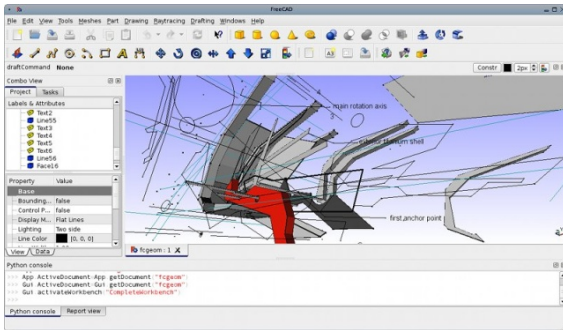 FreeCAD
File Edit View Tools Meshes Part Drawing Raytracing Drafting Windows Help
draftCommand None
Constr 2px
Combo View
Project Tasks
Labels & Attributes
Text2
Line55
Text3
Text4
Text5
Text6
Line56
Face16
Property Value
Base
Bounding... false
Control P... false
Display M... Flat Lines
Lighting Two side
Line Color [0, 0, 0]
View Data
main rotation axis
exterior titanium shell
first anchor point
fcgeom : 1
Python console
>>> App.ActiveDocument=App.getDocument("fcgeom")
>>> Gui.ActiveDocument=Gui.getDocument("fcgeom")
>>> Gui.activateWorkbench("CompleteWorkbench")
>>>
Python console Report view